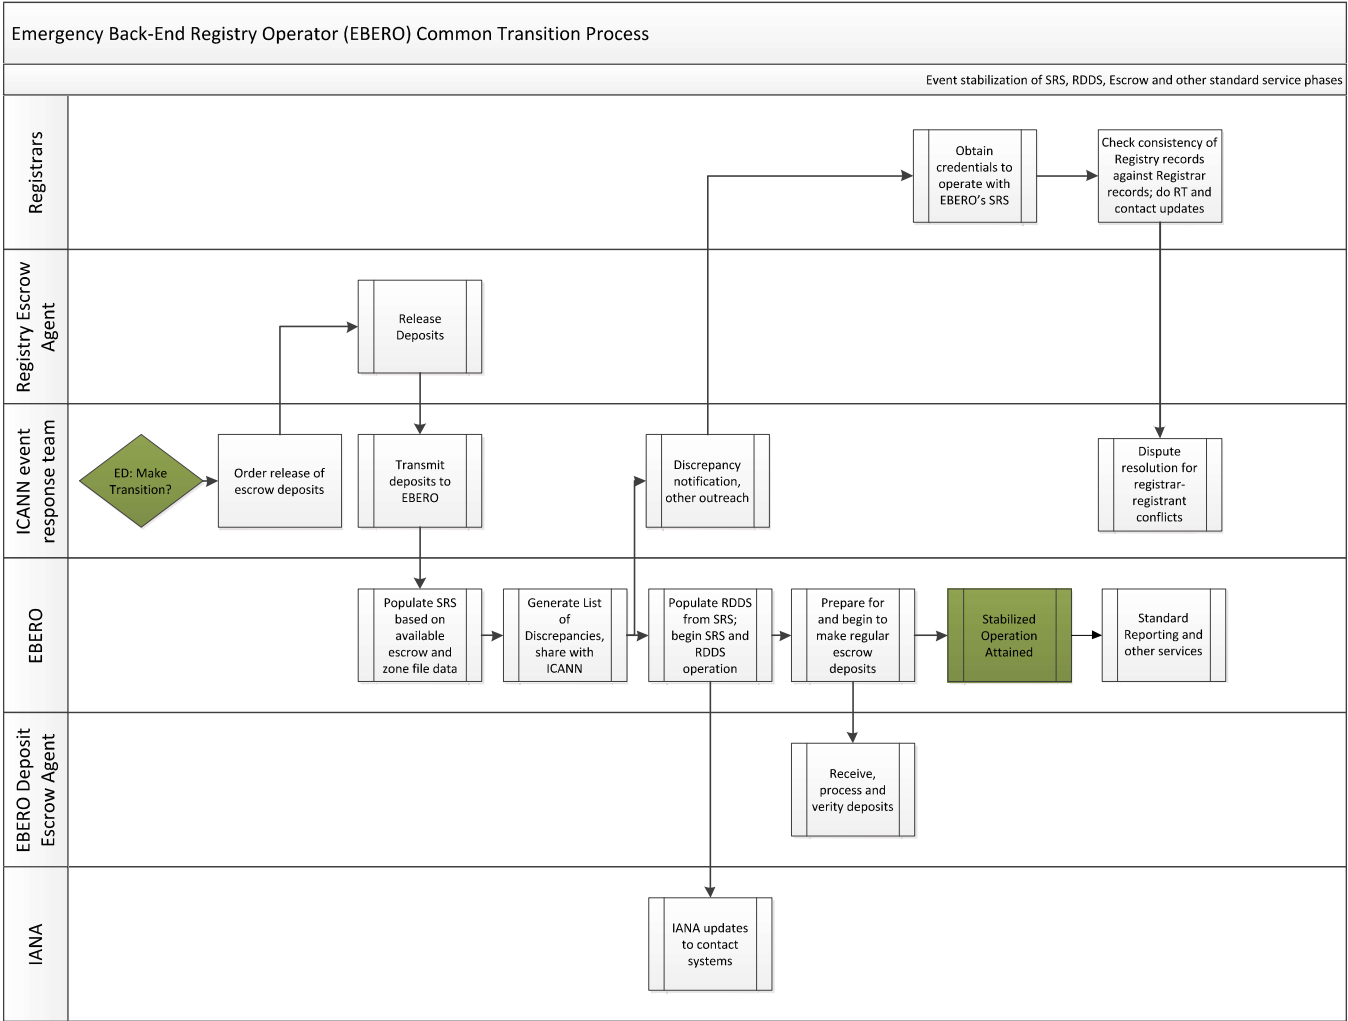 Emergency Back-End Registry Operator (EBERO) Common Transition Process
Event stabilization of SRS, RDDS, Escrow and other standard service phases
Registrars
Obtain
credentials to
operate with
EBERO's SRS
Check consistency of
Registry records
against Registrar
records; do RT and
contact updates
Registry Escrow
Agent
Release
Deposits
ICANN event
response team
ED: Make
Transition?
Order release of
escrow deposits
Transmit
deposits to
EBERO
Discrepancy
notification,
other outreach
Dispute
resolution for
registrar-
registrant
conflicts
EBERO
Populate SRS
based on
available
escrow and
zone file data
Generate List
of
Discrepancies,
share with
ICANN
Populate RDDS
from SRS;
begin SRS and
RDDS
operation
Prepare for
and begin to
make regular
escrow
deposits
Stabilized
Operation
Attained
Standard
Reporting and
other services
EBERO Deposit
Escrow Agent
Receive,
process and
verity deposits
IANA
IANA updates
to contact
systems